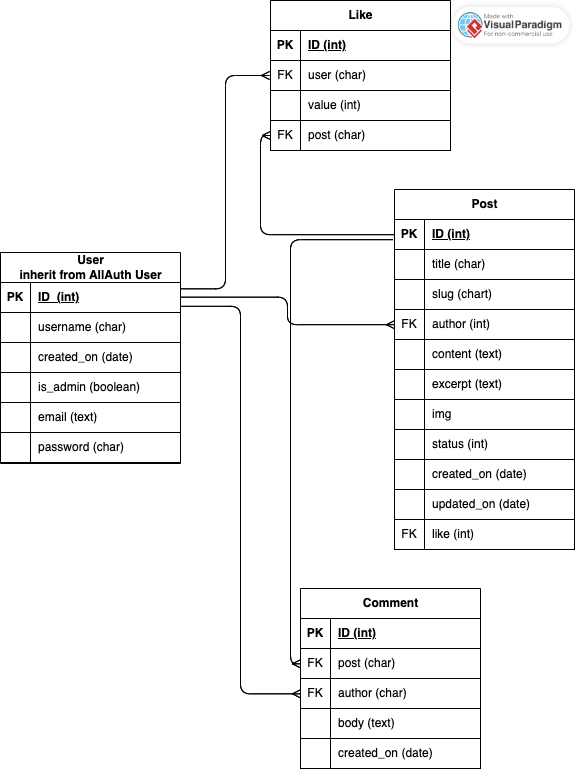 Like
PK ID (int)
FK user (char)
value (int)
FK post (char)
Made with
VisualParadigm
For non-commercial use
Post
PK ID (int)
title (char)
slug (chart)
FK author (int)
content (text)
excerpt (text)
img
status (int)
created_on (date)
updated_on (date)
FK like (int)
User
inherit from AllAuth User
PK ID (int)
username (char)
created_on (date)
is_admin (boolean)
email (text)
password (char)
Comment
PK ID (int)
FK post (char)
FK author (char)
body (text)
created_on (date)